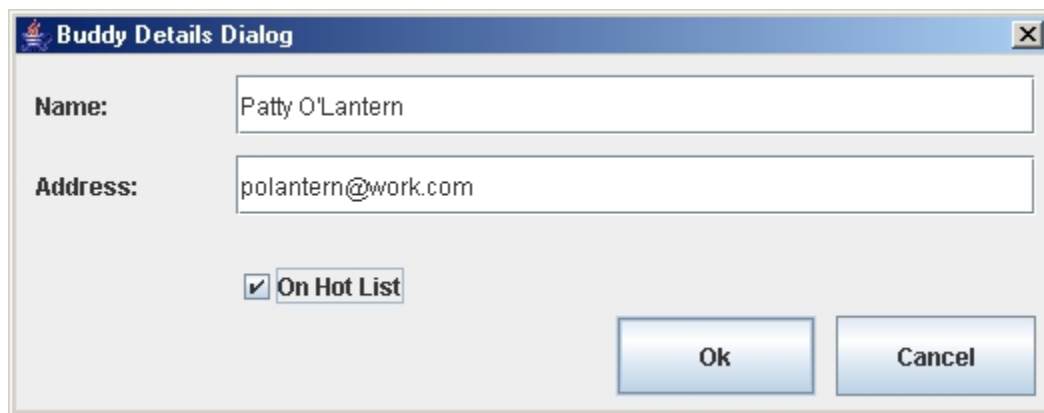 Buddy Details Dialog
Name: Patty O'Lantern
Address: polantern@work.com
On Hot List
Ok Cancel